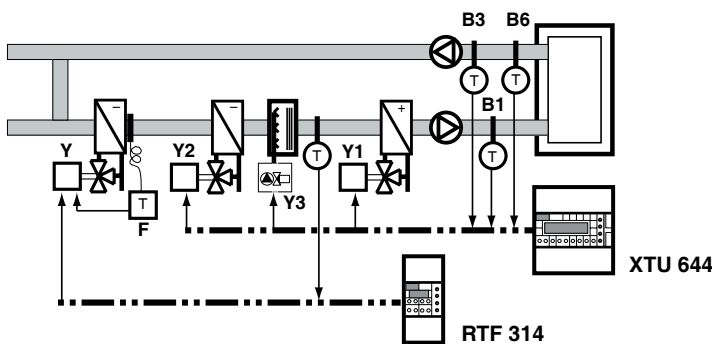 B3 B6
T T
B1
T
− − +
Y Y2 Y1
T
Y3
T
F
XTU 644
RTF 314